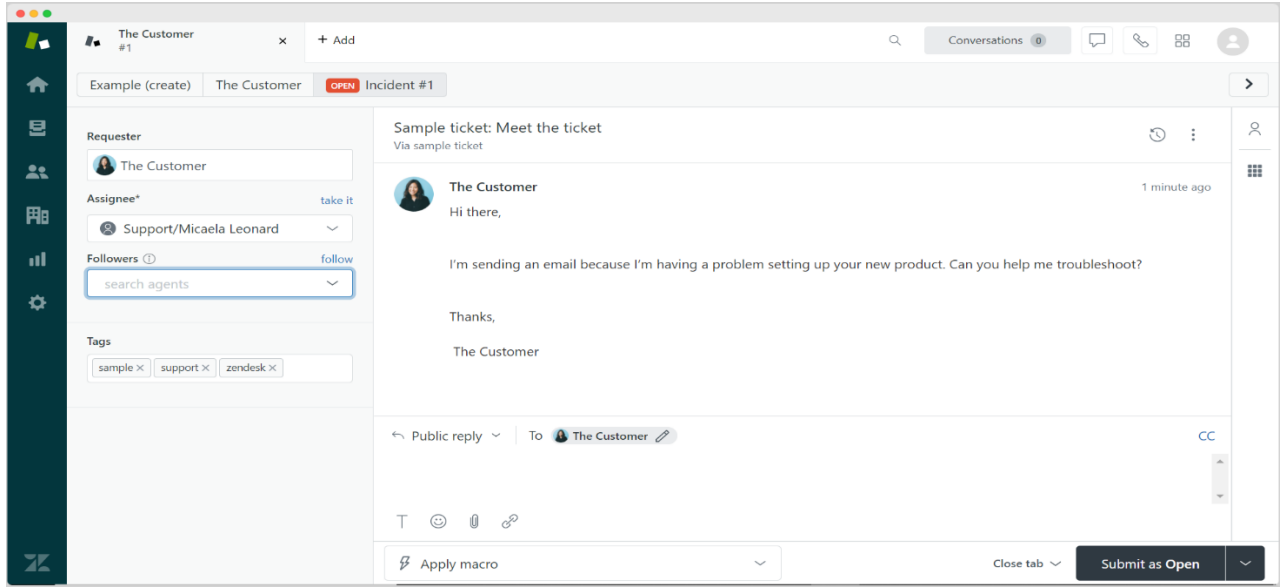 The Customer
#1
×
+ Add
Conversations 0
Example (create)
The Customer
OPEN Incident #1
Requester
The Customer
Assignee*
take it
Support/Micaela Leonard
Followers
follow
search agents
Tags
sample ×
support ×
zendesk ×
Sample ticket: Meet the ticket
Via sample ticket
The Customer
1 minute ago
Hi there,
I'm sending an email because I'm having a problem setting up your new product. Can you help me troubleshoot?
Thanks,
The Customer
Public reply
To The Customer
CC
T
Apply macro
Close tab
Submit as Open